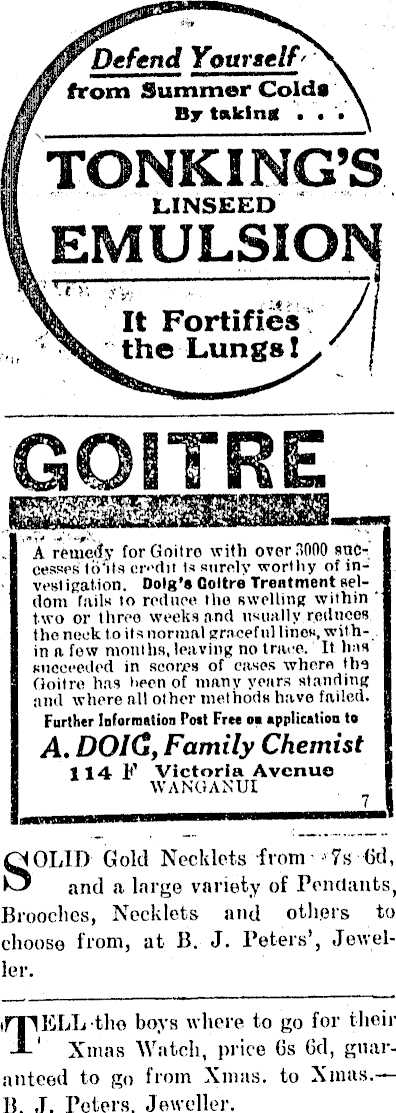 Defend Yourself
from Summer Colds
By taking . . .
TONKING'S
LINSEED
EMULSION
It Fortifies
the Lungs!
GOITRE
A remedy for Goitre with over 3000 suc-
cesses to its credit is surely worthy of in-
vestigation. Doig's Goitre Treatment sel-
dom fails to reduce the swelling within
two or three weeks and usually reduces
the neck to its normal graceful lines, with-
in a few months, leaving no trace. It has
succeeded in scores of cases where the
Goitre has been of many years standing
and where all other methods have failed.
Further Information Post Free on application to
A. DOIG, Family Chemist
114 F Victoria Avenue
WANGANUI
7
SOLID Gold Necklets from 7s 6d,
and a large variety of Pendants,
Brooches, Necklets and others to
choose from, at B. J. Peters', Jewel-
ler.
TELL the boys where to go for their
Xmas Watch, price 6s 6d, guar-
anteed to go from Xmas. to Xmas.—
B. J. Peters, Jeweller.